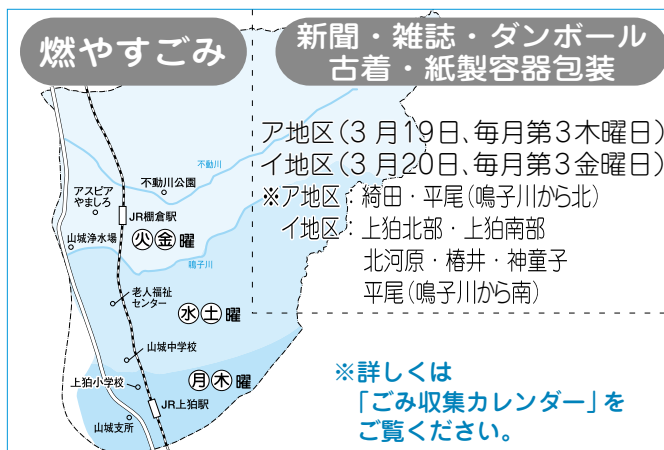 燃やすごみ
新聞・雑誌・ダンボール
古着・紙製容器包装
ア地区(3月19日、毎月第3木曜日)
イ地区(3月20日、毎月第3金曜日)
※ア地区:綺田・平尾(鳴子川から北)
イ地区:上狛北部・上狛南部
北河原・椿井・神童子
平尾(鳴子川から南)
不動川
不動川公園
アスピア
やましろ
JR棚倉駅
山城浄水場
火金曜
鳴子川
老人福祉
センター
水土曜
山城中学校
月木曜
上狛小学校
JR上狛駅
山城支所
※詳しくは
「ごみ収集カレンダー」を
ご覧ください。